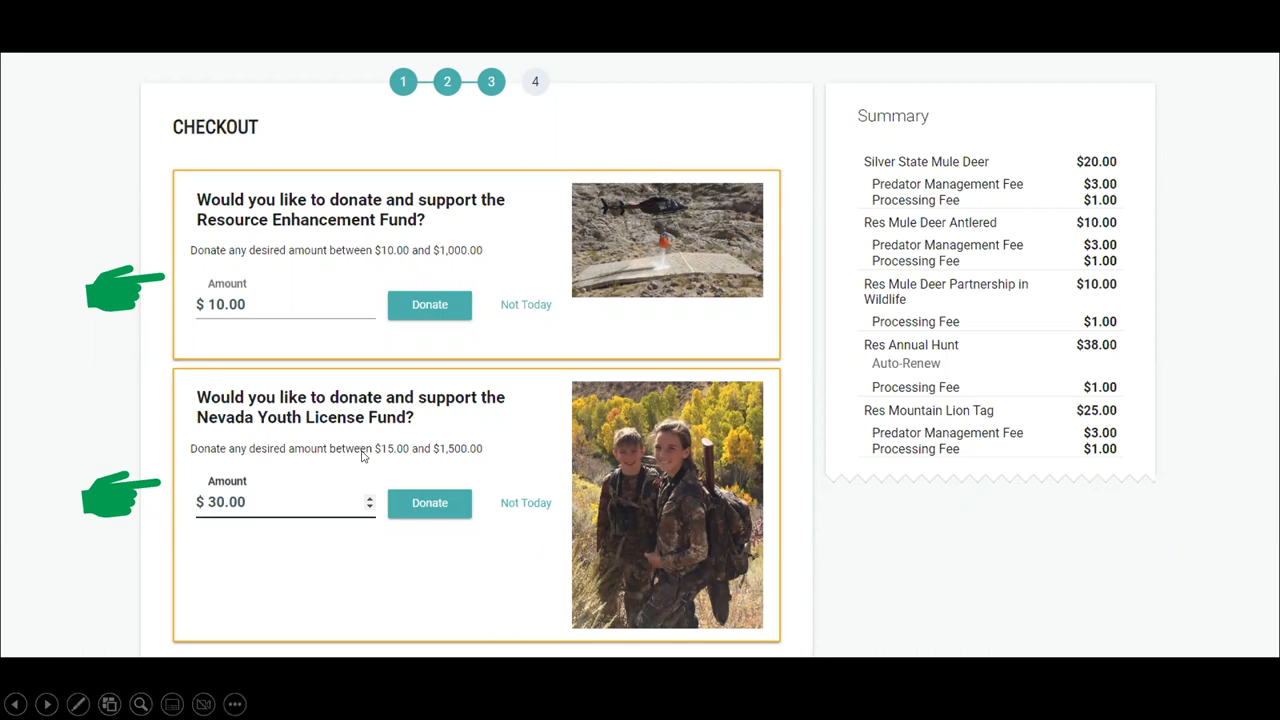 1 2 3 4
CHECKOUT
Would you like to donate and support the
Resource Enhancement Fund?
Donate any desired amount between $10.00 and $1,000.00
Amount
$ 10.00 Donate Not Today
Would you like to donate and support the
Nevada Youth License Fund?
Donate any desired amount between $15.00 and $1,500.00
Amount
$ 30.00 Donate Not Today
Summary
Silver State Mule Deer $20.00
Predator Management Fee $3.00
Processing Fee $1.00
Res Mule Deer Antlered $10.00
Predator Management Fee $3.00
Processing Fee $1.00
Res Mule Deer Partnership in $10.00
Wildlife
Processing Fee $1.00
Res Annual Hunt $38.00
Auto-Renew
Processing Fee $1.00
Res Mountain Lion Tag $25.00
Predator Management Fee $3.00
Processing Fee $1.00